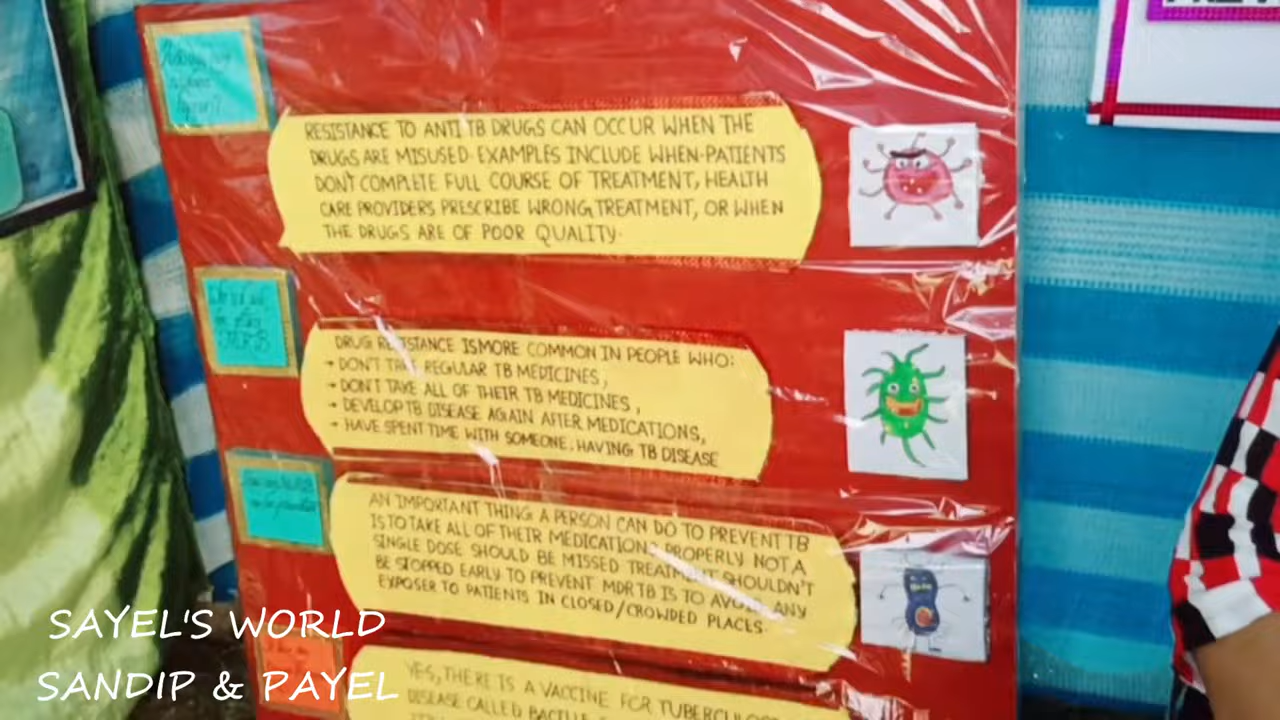 RESISTANCE TO ANTI TB DRUGS CAN OCCUR WHEN THE
DRUGS ARE MISUSED. EXAMPLES INCLUDE WHEN PATIENTS
DON'T COMPLETE FULL COURSE OF TREATMENT, HEALTH
CARE PROVIDERS PRESCRIBE WRONG TREATMENT, OR WHEN
THE DRUGS ARE OF POOR QUALITY.
DRUG RESISTANCE IS MORE COMMON IN PEOPLE WHO:
→ DON'T TAKE REGULAR TB MEDICINES,
→ DON'T TAKE ALL OF THEIR TB MEDICINES,
→ DEVELOP TB DISEASE AGAIN AFTER MEDICATIONS,
→ HAVE SPENT TIME WITH SOMEONE, HAVING TB DISEASE
AN IMPORTANT THING A PERSON CAN DO TO PREVENT TB
IS TO TAKE ALL OF THEIR MEDICATIONS PROPERLY NOT A
SINGLE DOSE SHOULD BE MISSED TREATMENT SHOULDN'T
BE STOPPED EARLY TO PREVENT MDR TB IS TO AVOID ANY
EXPOSER TO PATIENTS IN CLOSED/CROWDED PLACES.
YES, THERE IS A VACCINE FOR TUBERCULOSIS
DISEASE CALLED
SAYEL'S WORLD
SANDIP & PAYEL